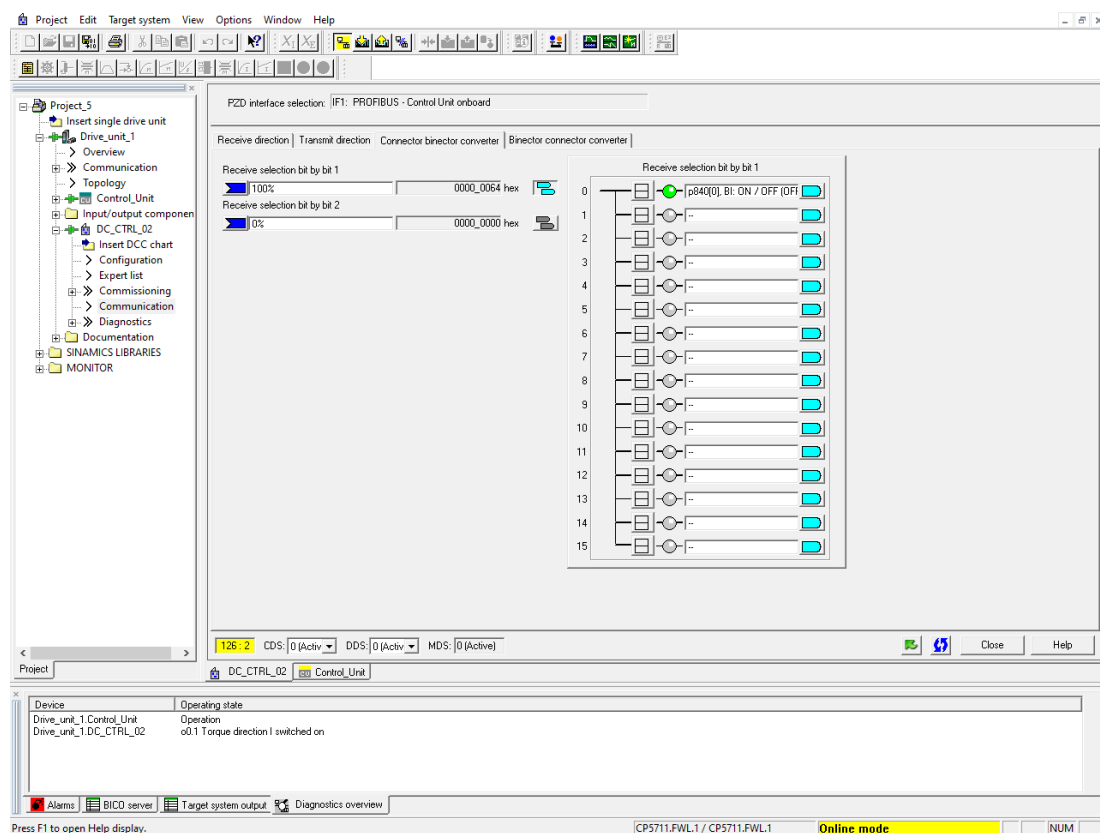 Project Edit Target system View Options Window Help
Project_5
Insert single drive unit
Drive_unit_1
Overview
Communication
Topology
Control_Unit
Input/output componen
DC_CTRL_02
Insert DCC chart
Configuration
Expert list
Commissioning
Communication
Diagnostics
Documentation
SINAMICS LIBRARIES
MONITOR
Project
PZD interface selection: IF1: PROFIBUS - Control Unit onboard
Receive direction Transmit direction Connector binector converter Binector connector converter
Receive selection bit by bit 1
100% 0000_0064 hex
Receive selection bit by bit 2
0% 0000_0000 hex
Receive selection bit by bit 1
0 p840[0], BI: ON / OFF (OFF
1 --
2 --
3 --
4 --
5 --
6 --
7 --
8 --
9 --
10 --
11 --
12 --
13 --
14 --
15 --
126 : 2 CDS: 0 (Activ DDS: 0 (Activ MDS: 0 (Active) Close Help
DC_CTRL_02 Control_Unit
Device Operating state
Drive_unit_1.Control_Unit Operation
Drive_unit_1.DC_CTRL_02 o0.1 Torque direction I switched on
Alarms BICO server Target system output Diagnostics overview
Press F1 to open Help display. CP5711.FWL.1 / CP5711.FWL.1 Online mode NUM